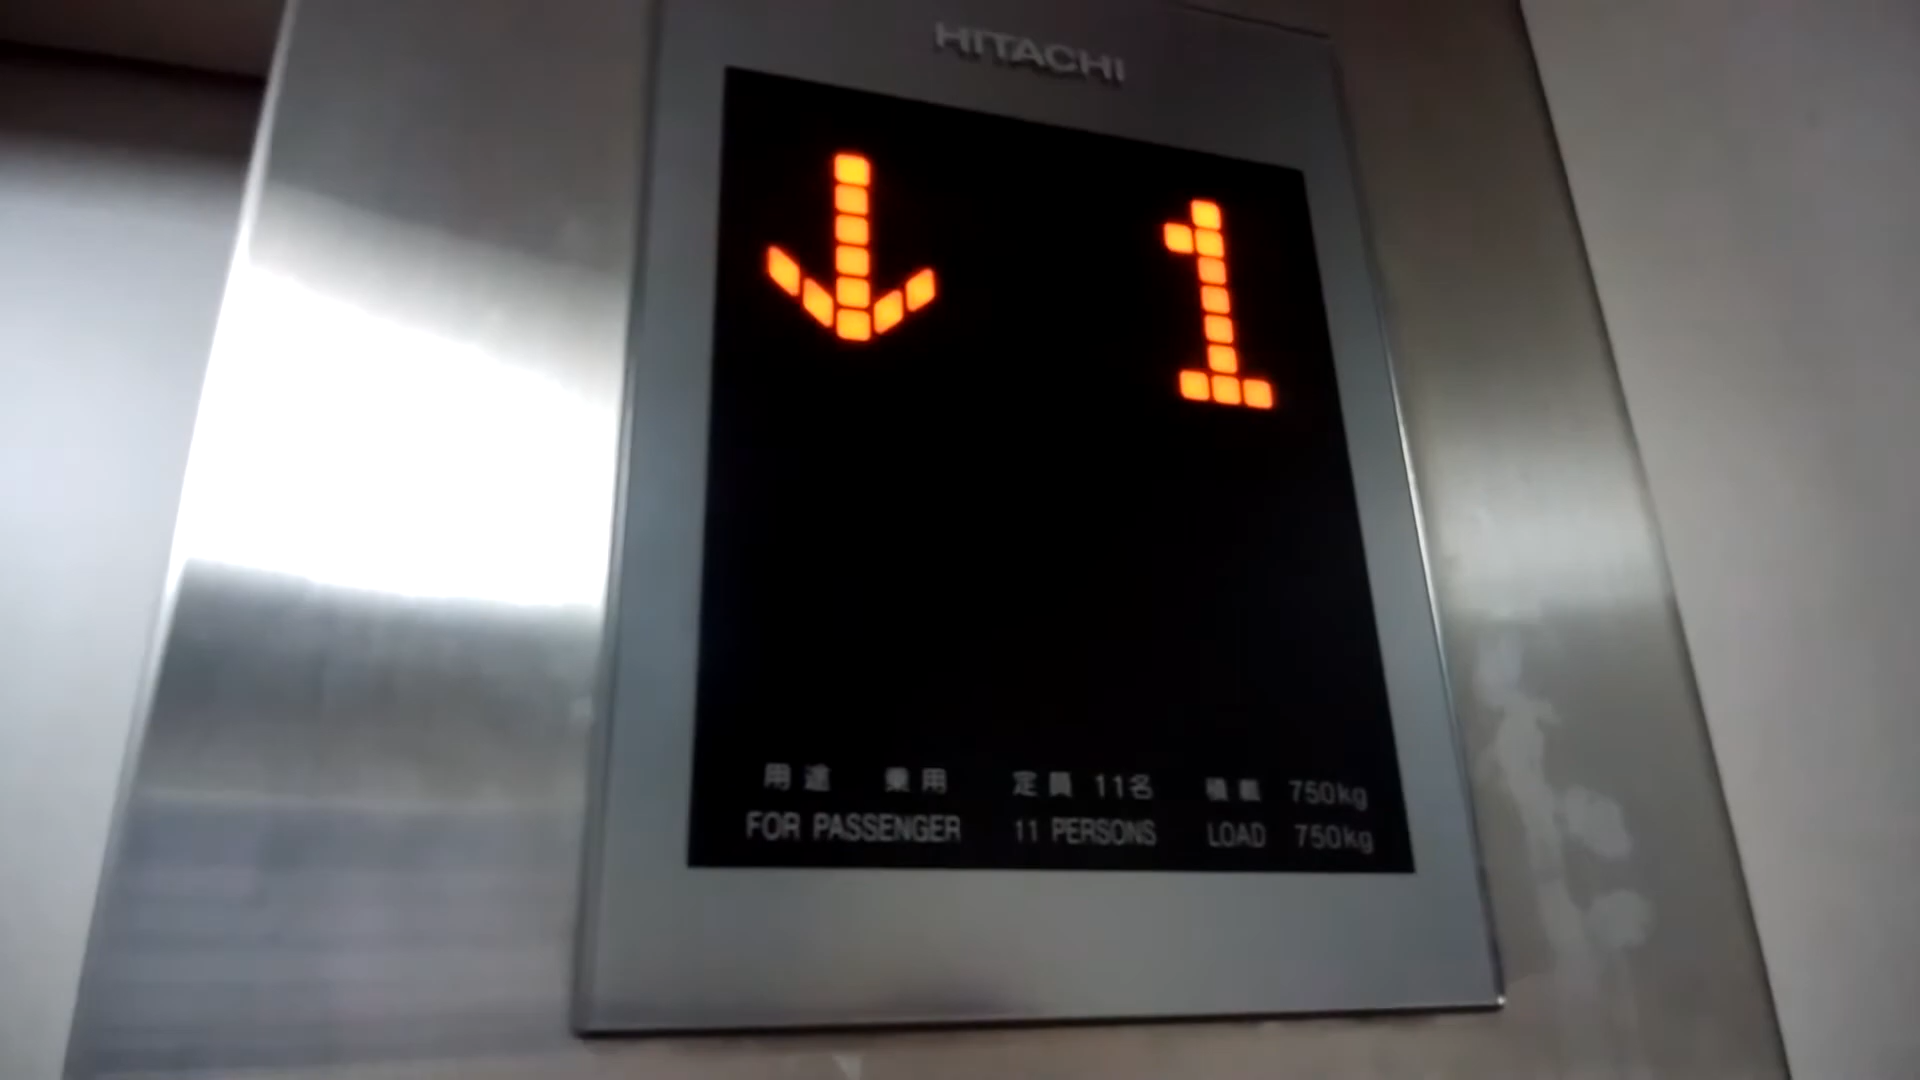 HITACHI
↓ 1
用途 乗用 定員 11名 積載 750kg
FOR PASSENGER 11 PERSONS LOAD 750kg